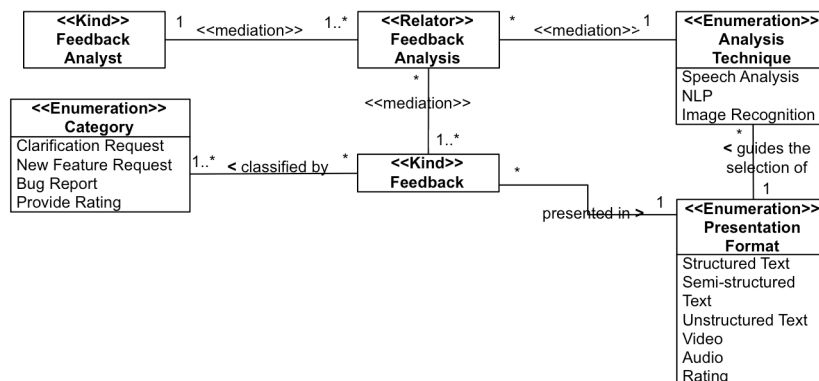 <<Kind>>
Feedback
Analyst
1
<<mediation>>
1..*
<<Relator>>
Feedback
Analysis
*
<<mediation>>
1
<<Enumeration>>
Analysis
Technique
Speech Analysis
NLP
Image Recognition
*
<<mediation>>
1..*
<<Enumeration>>
Category
Clarification Request
New Feature Request
Bug Report
Provide Rating
1..*
< classified by
*
<<Kind>>
Feedback
*
presented in >
1
*
< guides the
selection of
1
<<Enumeration>>
Presentation
Format
Structured Text
Semi-structured
Text
Unstructured Text
Video
Audio
Rating